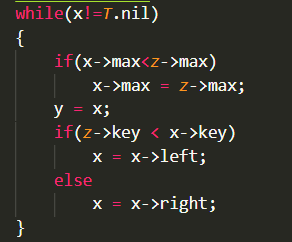 while(x!=T.nil)
{
    if(x->max<z->max)
        x->max = z->max;
    y = x;
    if(z->key < x->key)
        x = x->left;
    else
        x = x->right;
}